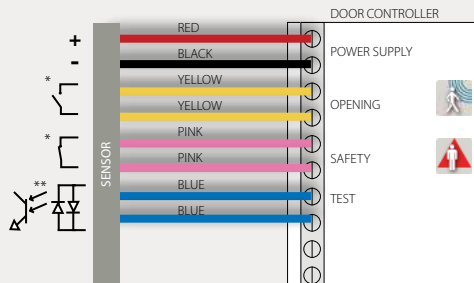 DOOR CONTROLLER
RED
+
POWER SUPPLY
BLACK
-
YELLOW
*
OPENING
YELLOW
PINK
*
SAFETY
PINK
SENSOR
BLUE
**
TEST
BLUE